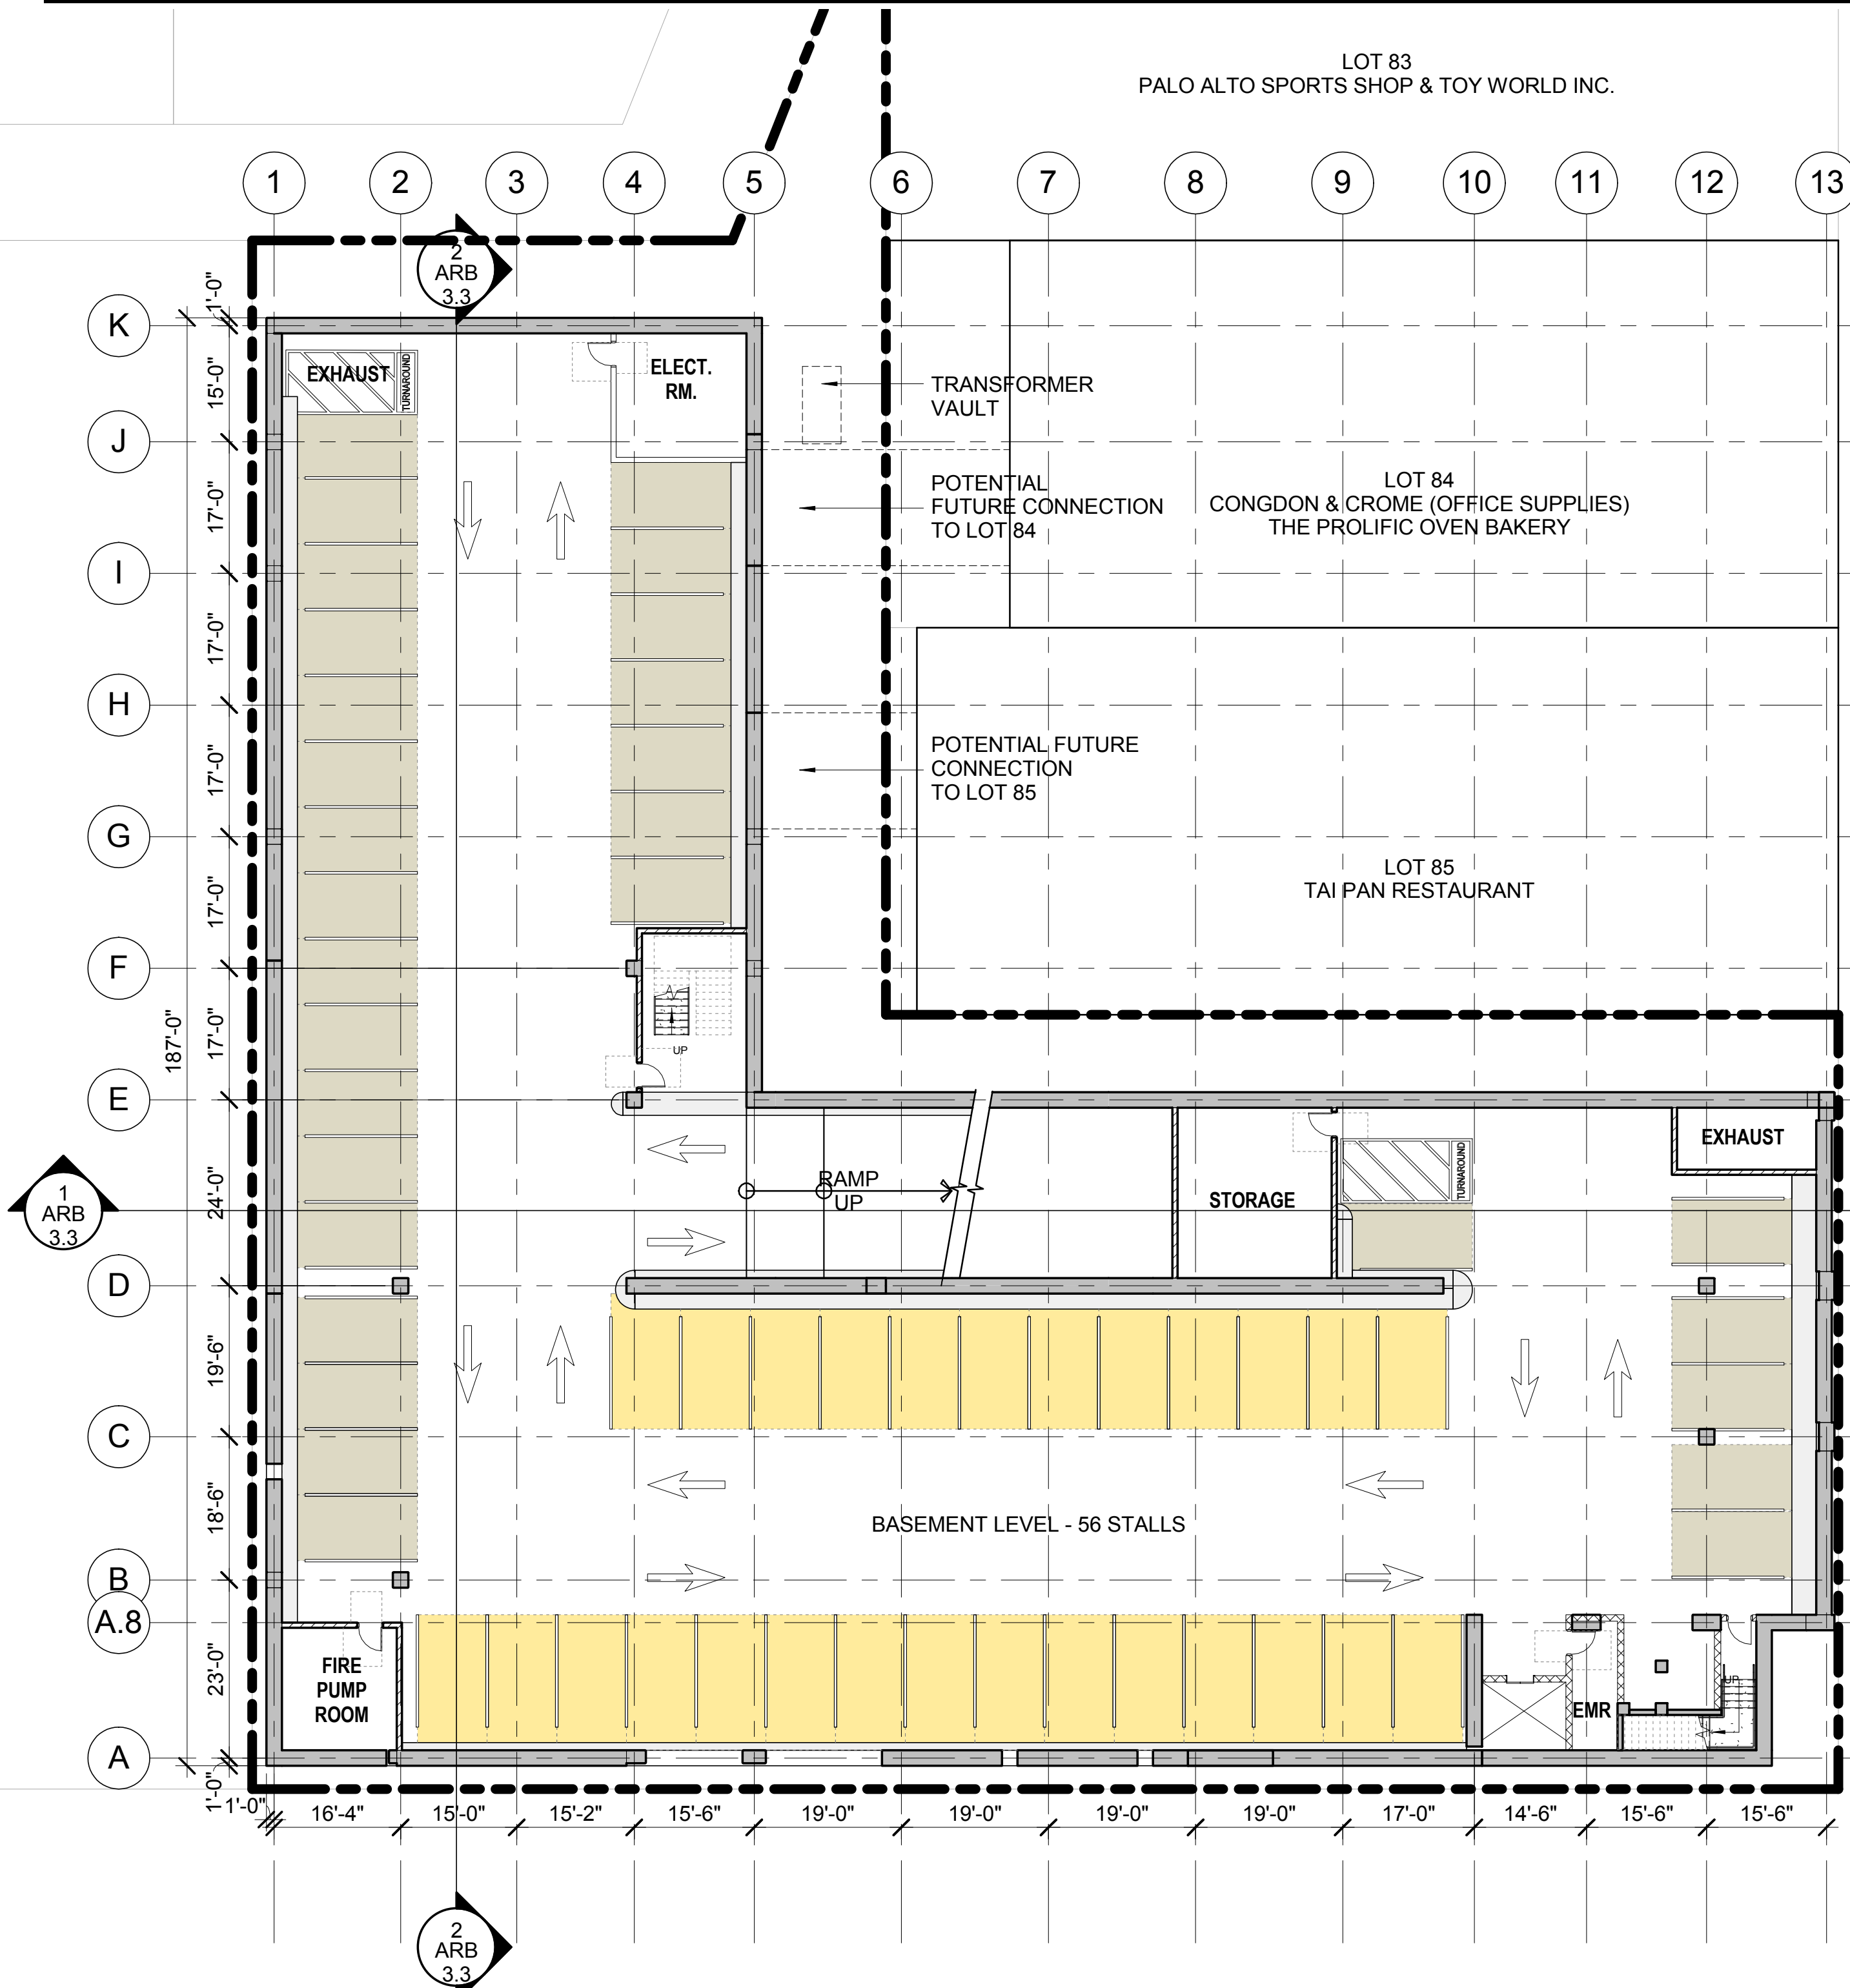 LOT 83
PALO ALTO SPORTS SHOP & TOY WORLD INC.
1
2
3
4
5
6
7
8
9
10
11
12
13
2
ARB
3.3
1'-0"
K
EXHAUST
TURNAROUND
ELECT.
RM.
15'-0"
TRANSFORMER
VAULT
J
POTENTIAL
FUTURE CONNECTION
TO LOT 84
LOT 84
CONGDON & CROME (OFFICE SUPPLIES)
THE PROLIFIC OVEN BAKERY
17'-0"
I
17'-0"
H
POTENTIAL FUTURE
CONNECTION
TO LOT 85
17'-0"
G
LOT 85
TAI PAN RESTAURANT
17'-0"
F
187'-0"
17'-0"
UP
E
EXHAUST
1
ARB
3.3
24'-0"
RAMP
UP
STORAGE
TURNAROUND
D
19'-6"
C
18'-6"
BASEMENT LEVEL - 56 STALLS
B
A.8
23'-0"
FIRE
PUMP
ROOM
EMR
UP
A
1'-0"
1'-0"
16'-4"
15'-0"
15'-2"
15'-6"
19'-0"
19'-0"
19'-0"
19'-0"
17'-0"
14'-6"
15'-6"
15'-6"
2
ARB
3.3